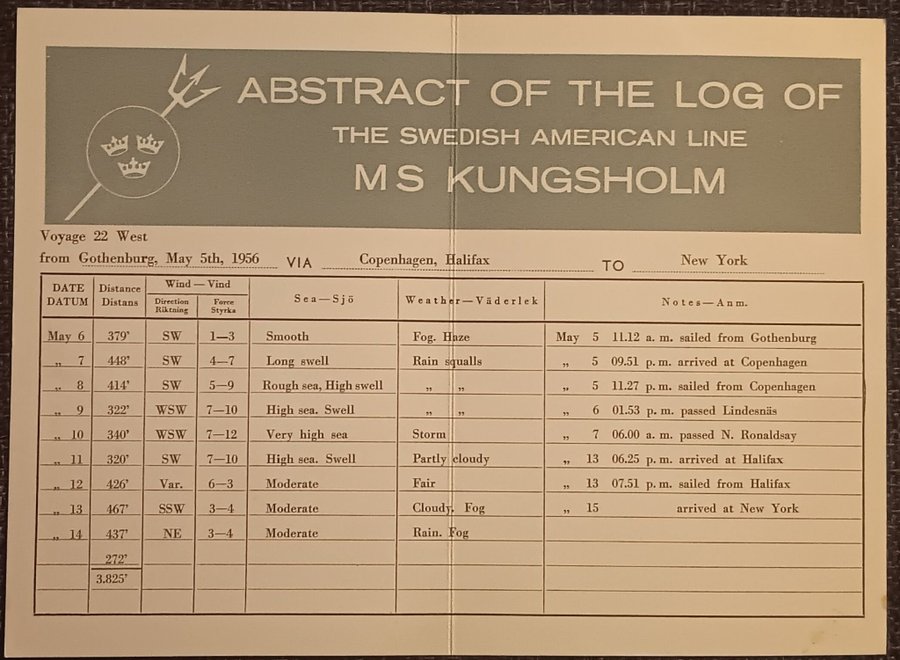 ABSTRACT OF THE LOG OF
THE SWEDISH AMERICAN LINE
MS KUNGSHOLM
Voyage 22 West
from Gothenburg, May 5th, 1956 VIA Copenhagen, Halifax TO New York
DATE DATUM Distance Distans Wind—Vind Direction Riktning Force Styrka Sea—Sjö Weather—Väderlek Notes—Anm.
May 6 379' SW 1—3 Smooth Fog. Haze May 5 11.12 a. m. sailed from Gothenburg
„ 7 448' SW 4—7 Long swell Rain squalls „ 5 09.51 p. m. arrived at Copenhagen
„ 8 414' SW 5—9 Rough sea, High swell „ „ „ 5 11.27 p. m. sailed from Copenhagen
„ 9 322' WSW 7—10 High sea. Swell „ „ „ 6 01.53 p. m. passed Lindesnäs
„ 10 340' WSW 7—12 Very high sea Storm „ 7 06.00 a. m. passed N. Ronaldsay
„ 11 320' SW 7—10 High sea. Swell Partly cloudy „ 13 06.25 p. m. arrived at Halifax
„ 12 426' Var. 6—3 Moderate Fair „ 13 07.51 p. m. sailed from Halifax
„ 13 467' SSW 3—4 Moderate Cloudy. Fog „ 15 arrived at New York
„ 14 437' NE 3—4 Moderate Rain. Fog
272'
3.825'